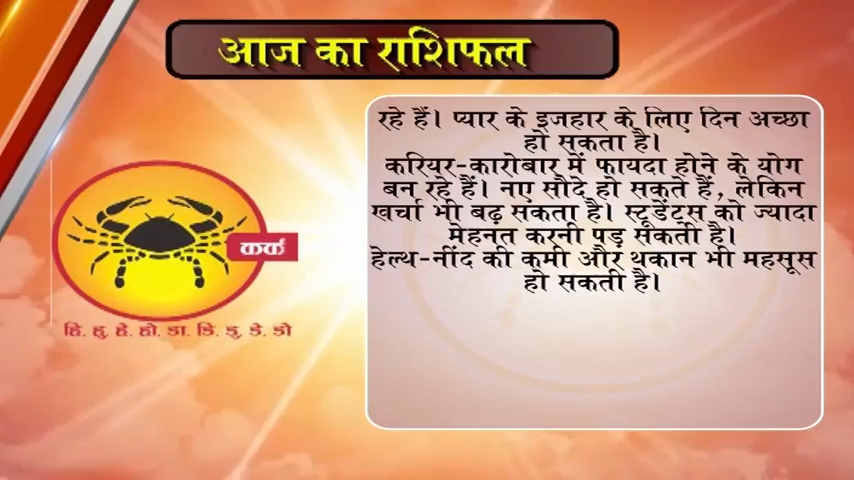 आज का राशिफल
रहे हैं। प्यार के इजहार के लिए दिन अच्छा
हो सकता है।
करियर-कारोबार में फायदा होने के योग
बन रहे हैं। नए सौदे हो सकते हैं, लेकिन
खर्चा भी बढ़ सकता है। स्टूडेंट्स को ज्यादा
मेहनत करनी पड़ सकती है।
हेल्थ-नींद की कमी और थकान भी महसूस
हो सकती है।
कर्क
हि. हु. हे. हो. डा. डि. डु. डे. डो